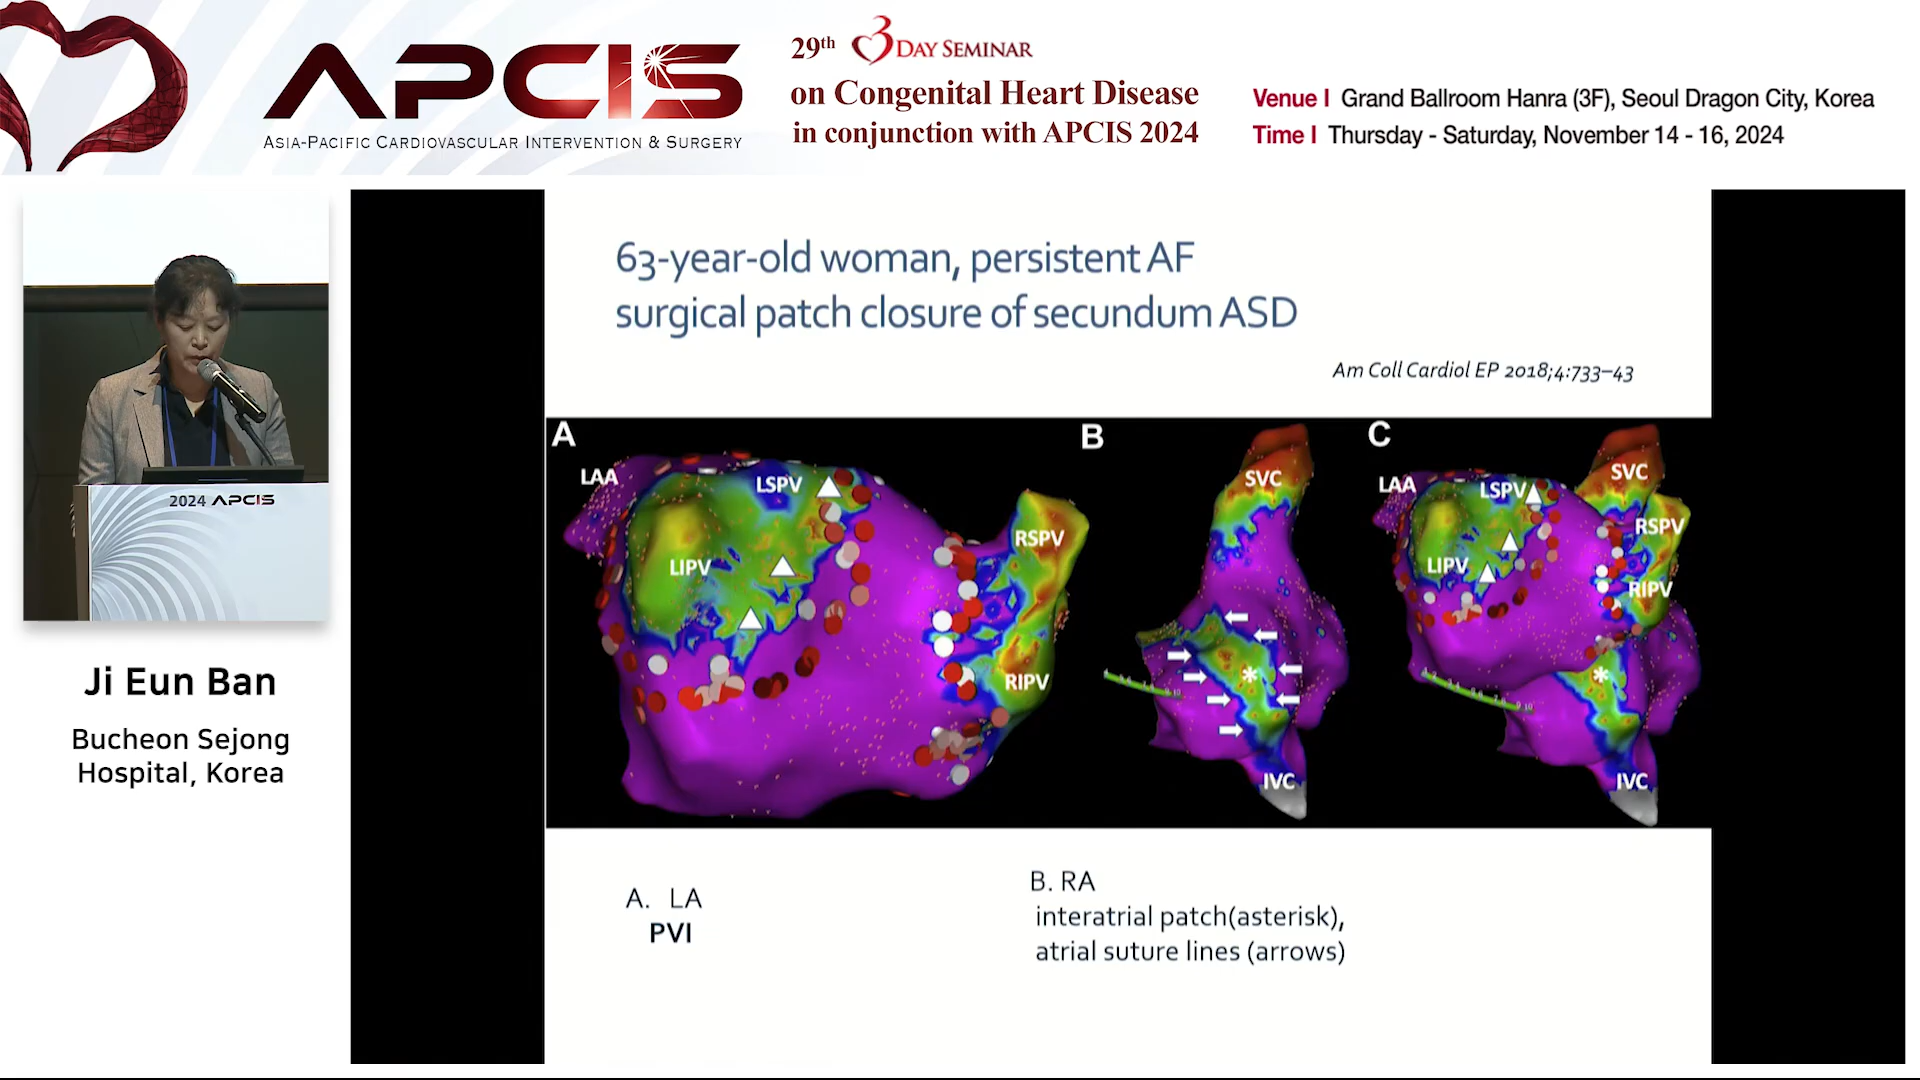 APCIS
ASIA-PACIFIC CARDIOVASCULAR INTERVENTION & SURGERY
29th 3 DAY SEMINAR
on Congenital Heart Disease
in conjunction with APCIS 2024
Venue I Grand Ballroom Hanra (3F), Seoul Dragon City, Korea
Time I Thursday - Saturday, November 14 - 16, 2024
2024 APCIS
Ji Eun Ban
Bucheon Sejong
Hospital, Korea
63-year-old woman, persistent AF
surgical patch closure of secundum ASD
Am Coll Cardiol EP 2018;4:733–43
A
LAA
LSPV
LIPV
RSPV
RIPV
B
SVC
*
IVC
C
LAA
LSPV
SVC
RSPV
LIPV
RIPV
*
IVC
A. LA
PVI
B. RA
interatrial patch(asterisk),
atrial suture lines (arrows)